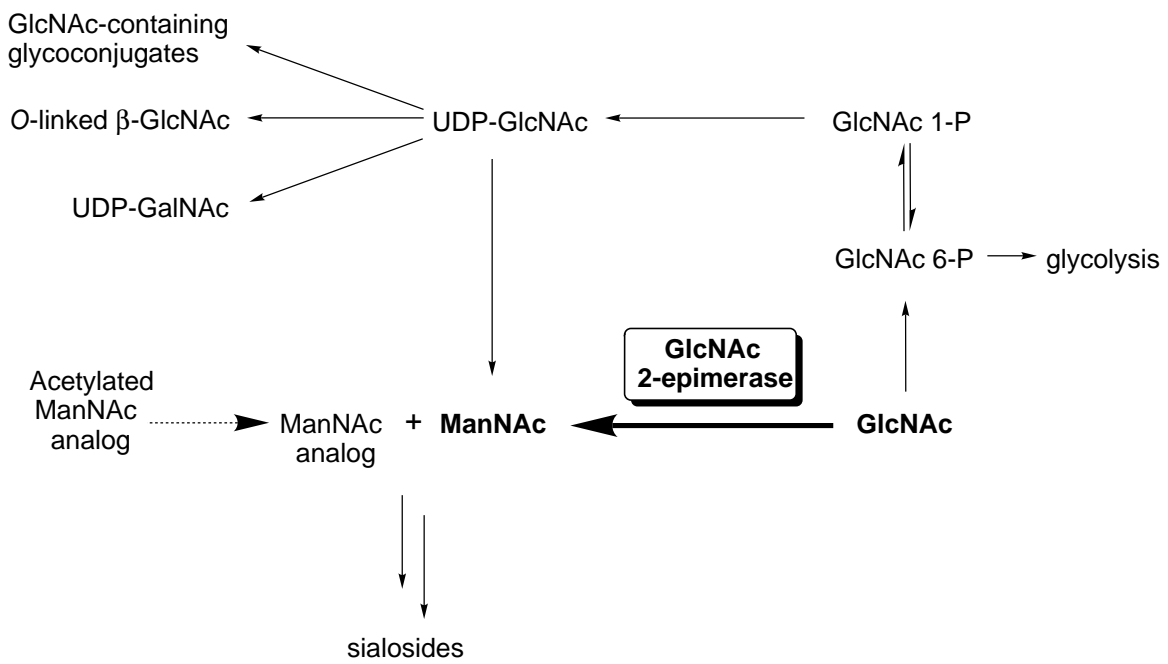 GlcNAc-containing
glycoconjugates
O-linked β-GlcNAc
UDP-GlcNAc
GlcNAc 1-P
UDP-GalNAc
GlcNAc 6-P
glycolysis
GlcNAc
2-epimerase
Acetylated
ManNAc
analog
ManNAc
analog
+
ManNAc
GlcNAc
sialosides